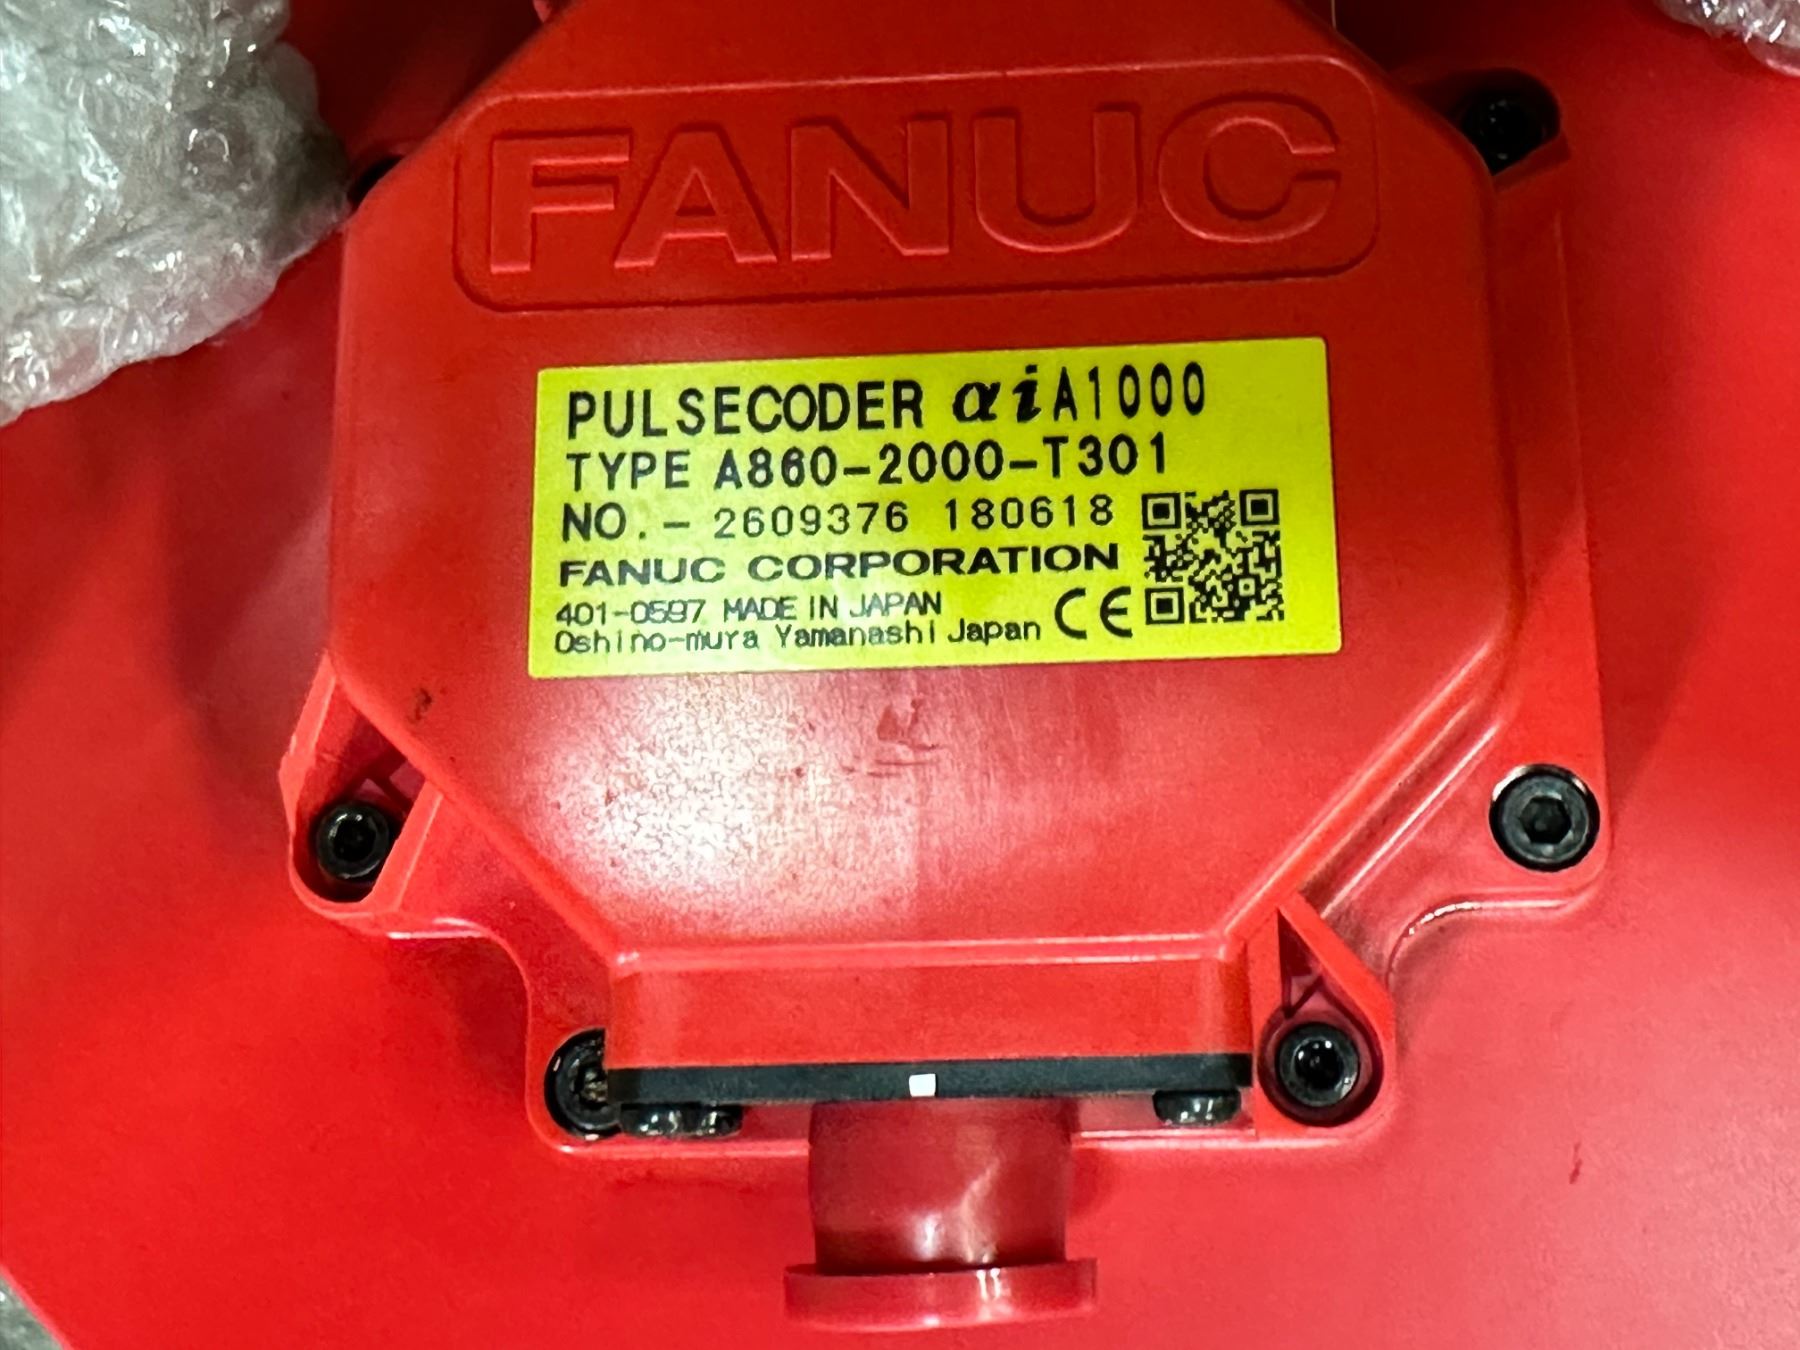 FANUC
PULSECODER αiA1000
TYPE A860-2000-T301
NO.- 2609376 180618
FANUC CORPORATION
401-0597 MADE IN JAPAN
Oshino-mura Yamanashi Japan CE